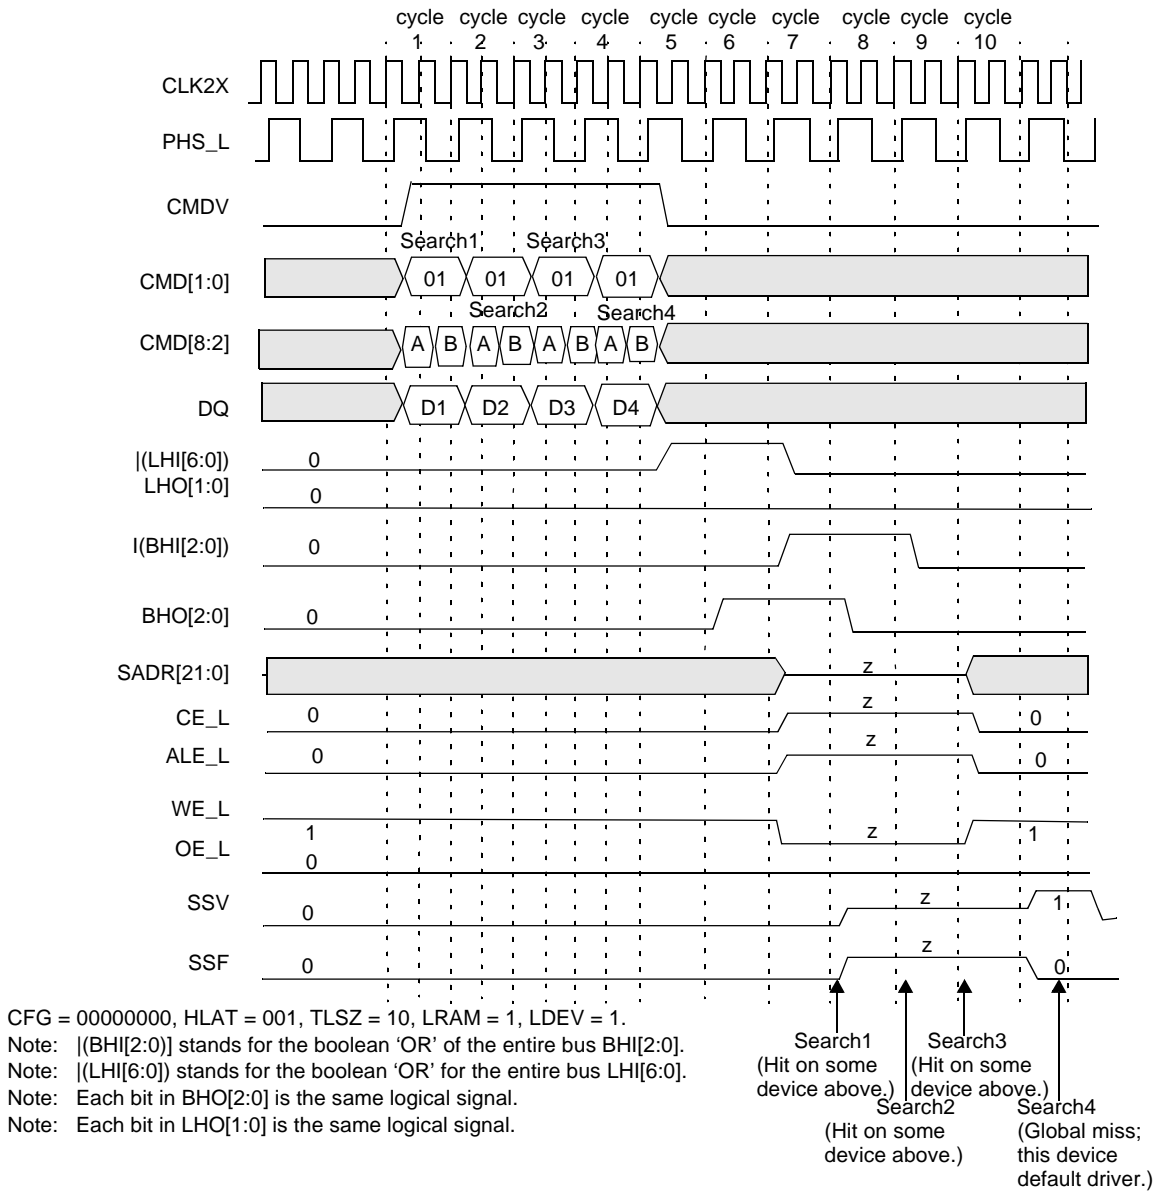 cycle cycle cycle cycle cycle cycle cycle cycle cycle cycle
1 2 3 4 5 6 7 8 9 10
CLK2X
PHS_L
CMDV
Search1 Search3
CMD[1:0] 01 01 01 01
Search2 Search4
CMD[8:2] A B A B A B A B
DQ D1 D2 D3 D4
|(LHI[6:0]) 0
LHO[1:0] 0
I(BHI[2:0]) 0
BHO[2:0] 0
SADR[21:0] z
CE_L 0 z 0
ALE_L 0 z 0
WE_L 1 z 1
OE_L 0
SSV 0 z 1
SSF 0 z 0
CFG = 00000000, HLAT = 001, TLSZ = 10, LRAM = 1, LDEV = 1.
Note: |(BHI[2:0)] stands for the boolean ‘OR’ of the entire bus BHI[2:0].
Note: |(LHI[6:0]) stands for the boolean ‘OR’ for the entire bus LHI[6:0].
Note: Each bit in BHO[2:0] is the same logical signal.
Note: Each bit in LHO[1:0] is the same logical signal.
Search1
(Hit on some
device above.)
Search2
(Hit on some
device above.)
Search3
(Hit on some
device above.)
Search4
(Global miss;
this device
default driver.)